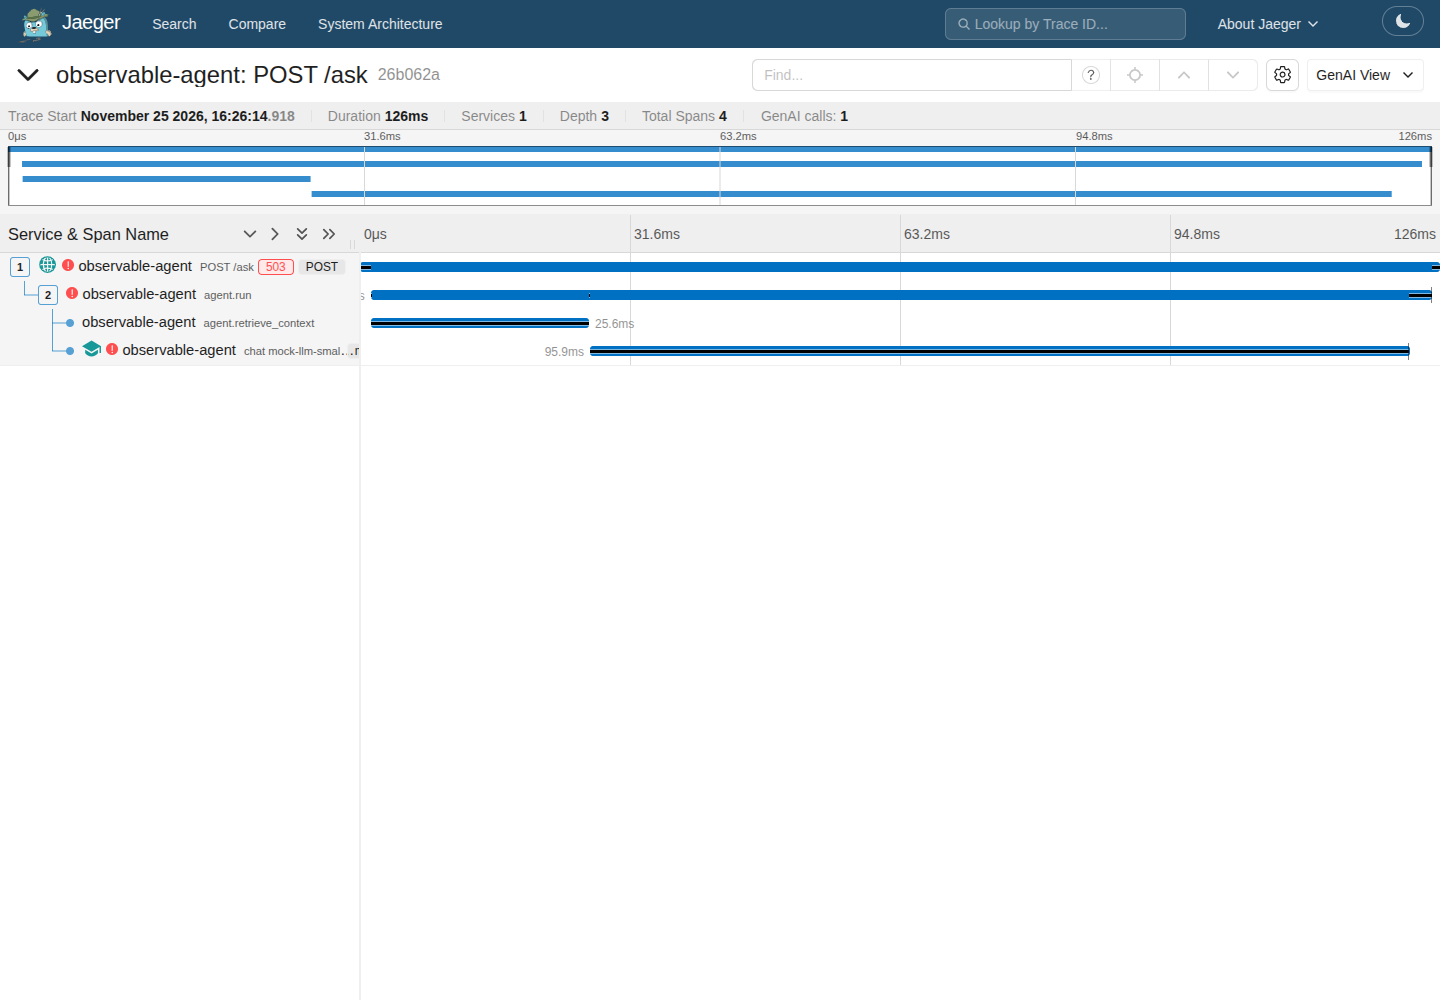 Jaeger Search Compare System Architecture Lookup by Trace ID... About Jaeger
observable-agent: POST /ask 26b062a Find... ? GenAI View
Trace Start November 25 2026, 16:26:14.918 Duration 126ms Services 1 Depth 3 Total Spans 4 GenAI calls: 1
0μs 31.6ms 63.2ms 94.8ms 126ms
Service & Span Name 0μs 31.6ms 63.2ms 94.8ms 126ms
1 observable-agent POST /ask 503 POST
2 observable-agent agent.run
observable-agent agent.retrieve_context 25.6ms
observable-agent chat mock-llm-smal... 95.9ms